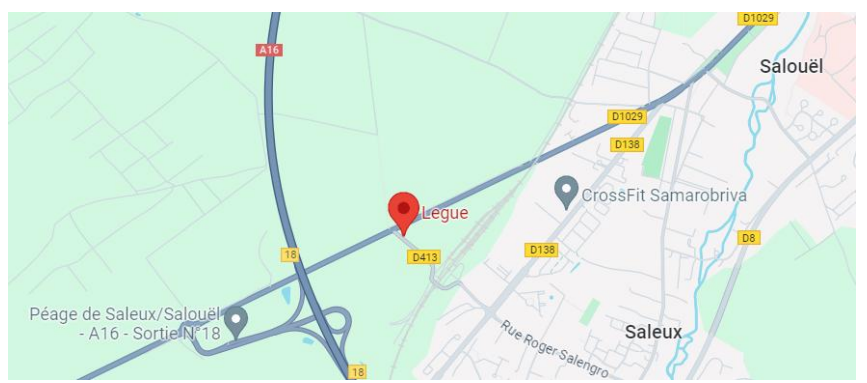 D1029
A16
Salouël
D1029
D138
CrossFit Samarobriva
Legue
D8
D138
18
D413
Péage de Saleux/Salouël
- A16 - Sortie N°18
Rue Roger Salengro
Saleux
18